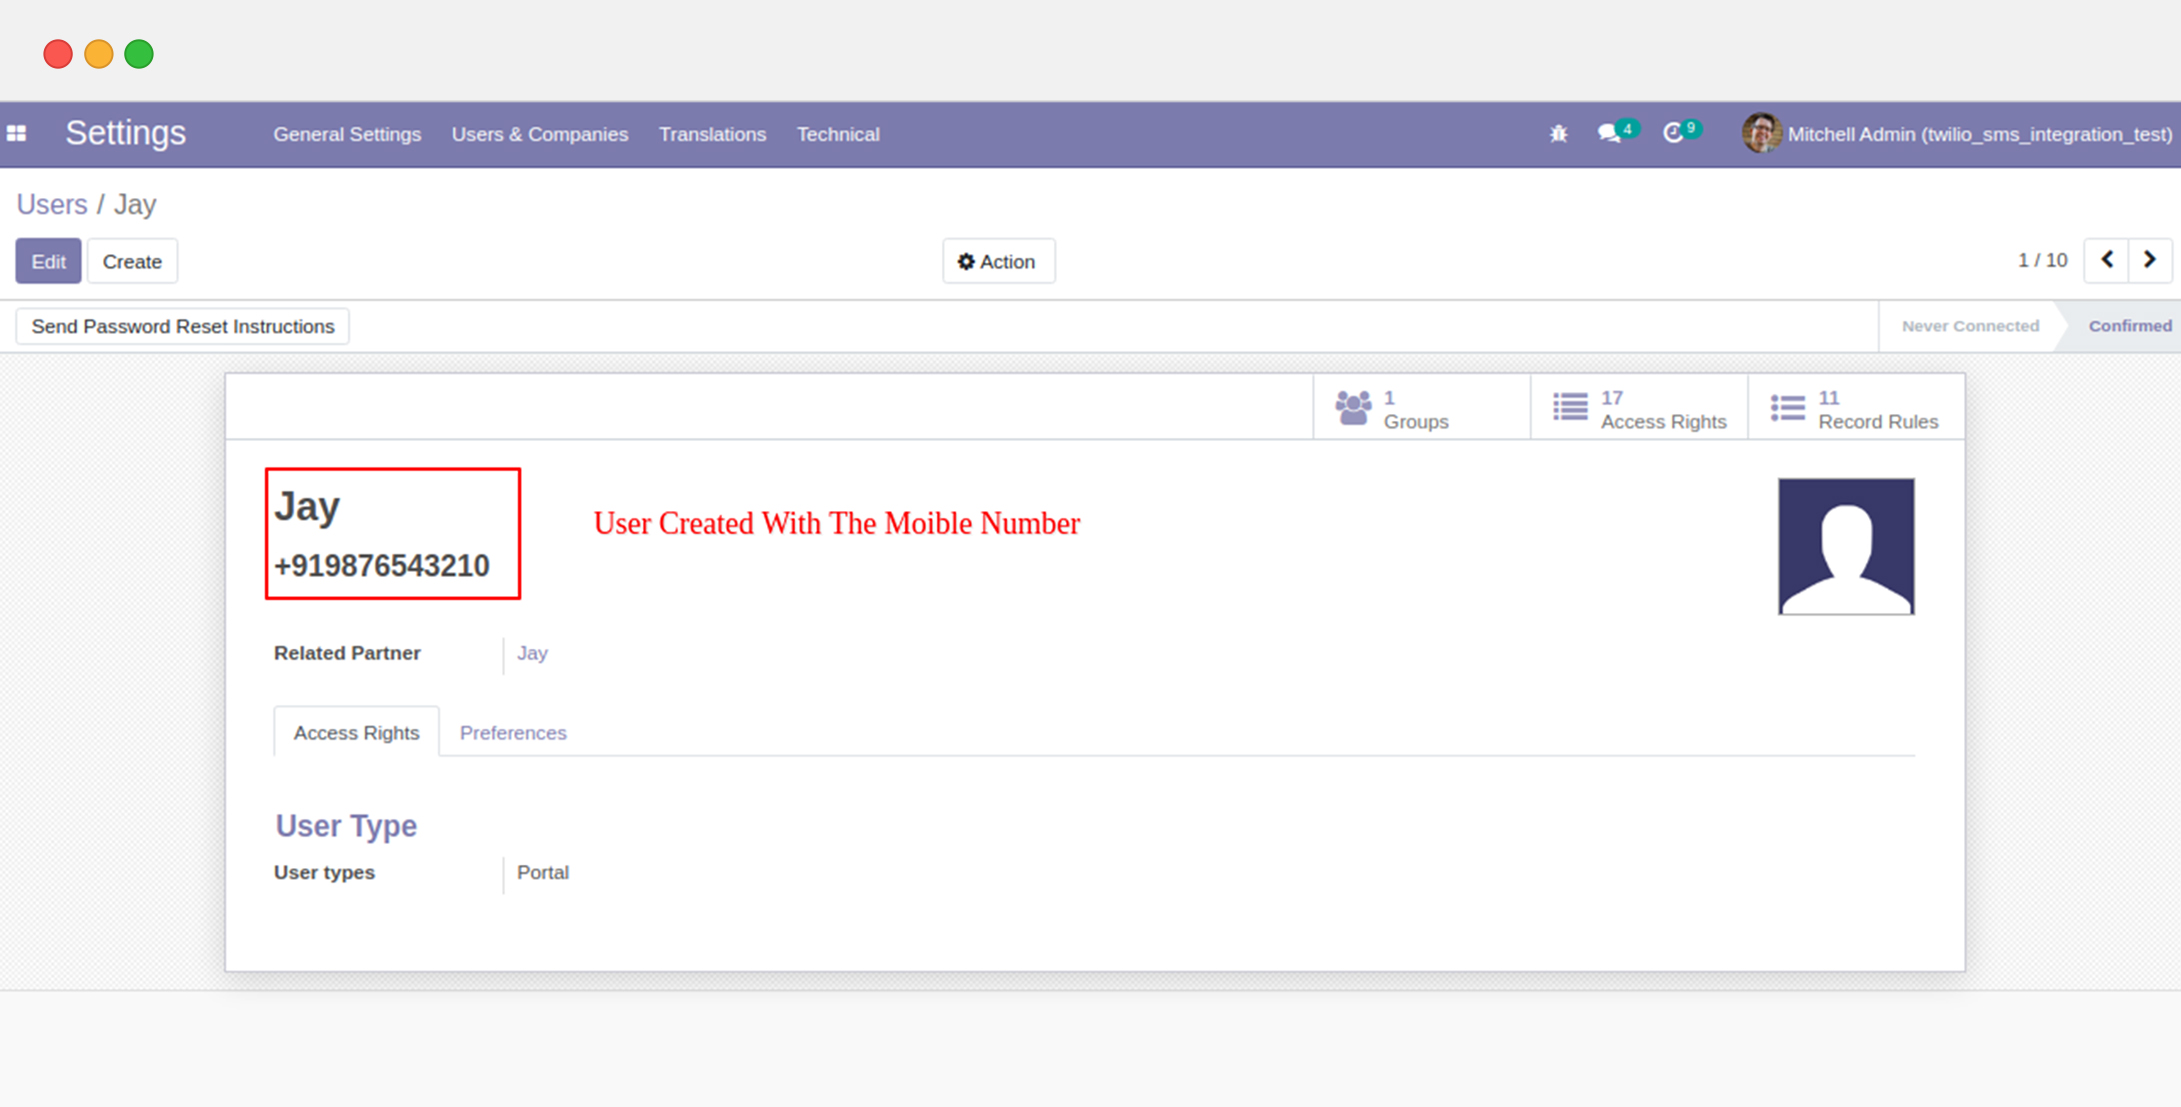 Settings General Settings Users & Companies Translations Technical 4 9 Mitchell Admin (twilio_sms_integration_test)
Users / Jay
Edit Create Action 1 / 10
Send Password Reset Instructions Never Connected Confirmed
1 Groups 17 Access Rights 11 Record Rules
Jay
User Created With The Moible Number
+919876543210
Related Partner Jay
Access Rights Preferences
User Type
User types Portal